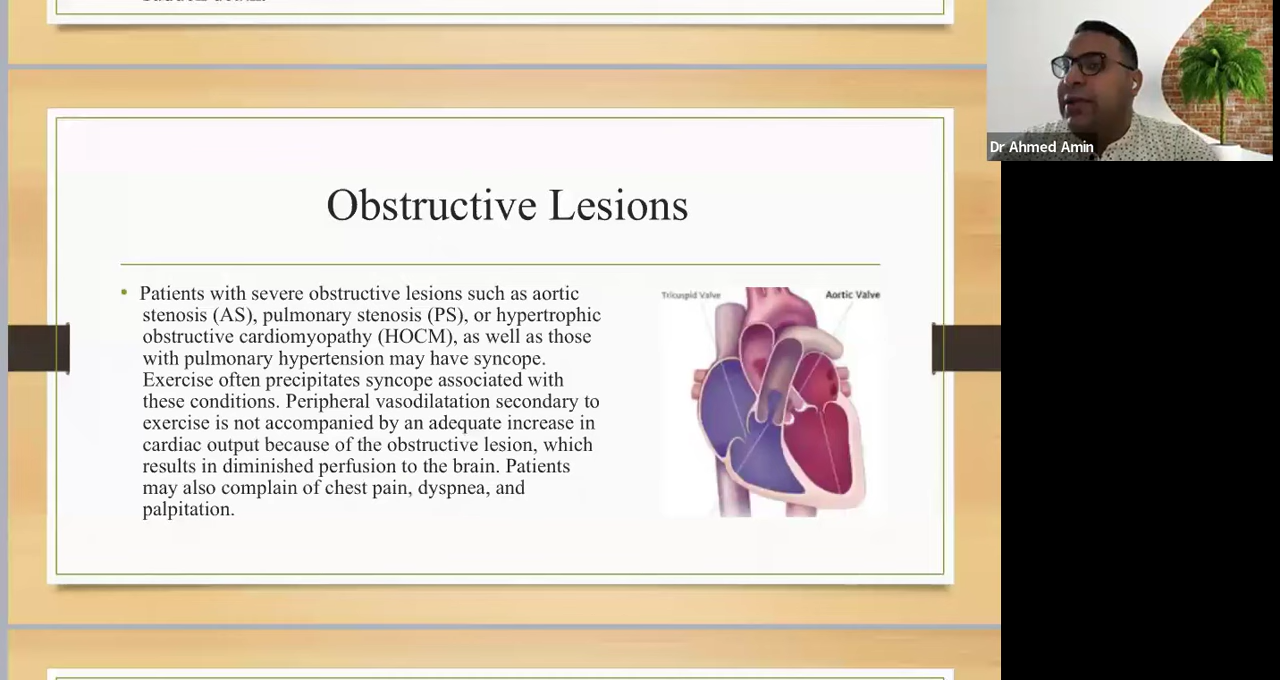 Sudden death.
Obstructive Lesions
• Patients with severe obstructive lesions such as aortic
stenosis (AS), pulmonary stenosis (PS), or hypertrophic
obstructive cardiomyopathy (HOCM), as well as those
with pulmonary hypertension may have syncope.
Exercise often precipitates syncope associated with
these conditions. Peripheral vasodilatation secondary to
exercise is not accompanied by an adequate increase in
cardiac output because of the obstructive lesion, which
results in diminished perfusion to the brain. Patients
may also complain of chest pain, dyspnea, and
palpitation.
Tricuspid Valve
Aortic Valve
Dr Ahmed Amin